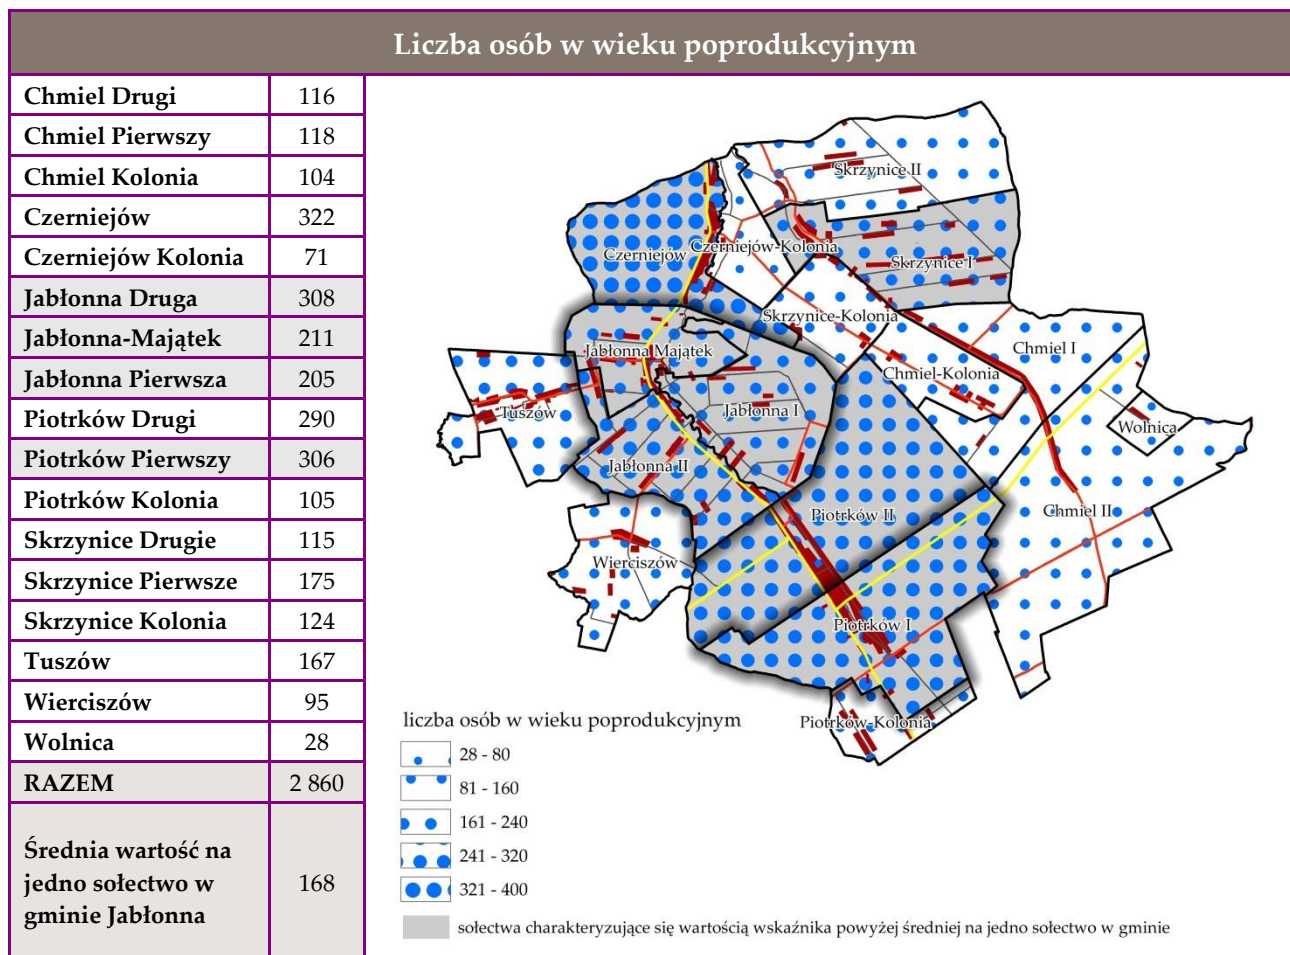 Liczba osób w wieku poprodukcyjnym
Chmiel Drugi 116
Chmiel Pierwszy 118
Chmiel Kolonia 104
Czerniejów 322
Czerniejów Kolonia 71
Jabłonna Druga 308
Jabłonna-Majątek 211
Jabłonna Pierwsza 205
Piotrków Drugi 290
Piotrków Pierwszy 306
Piotrków Kolonia 105
Skrzynice Drugie 115
Skrzynice Pierwsze 175
Skrzynice Kolonia 124
Tuszów 167
Wierciszów 95
Wolnica 28
RAZEM 2 860
Średnia wartość na
jedno sołectwo w
gminie Jabłonna
168
Skrzynice II
Czerniejów
Czerniejów-Kolonia
Skrzynice I
Skrzynice-Kolonia
Jabłonna Majątek
Chmiel I
Chmiel-Kolonia
Tuszów
Jabłonna I
Wolnica
Jabłonna II
Piotrków II
Chmiel II
Wierciszów
Piotrków I
Piotrków-Kolonia
liczba osób w wieku poprodukcyjnym
28 - 80
81 - 160
161 - 240
241 - 320
321 - 400
sołectwa charakteryzujące się wartością wskaźnika powyżej średniej na jedno sołectwo w gminie